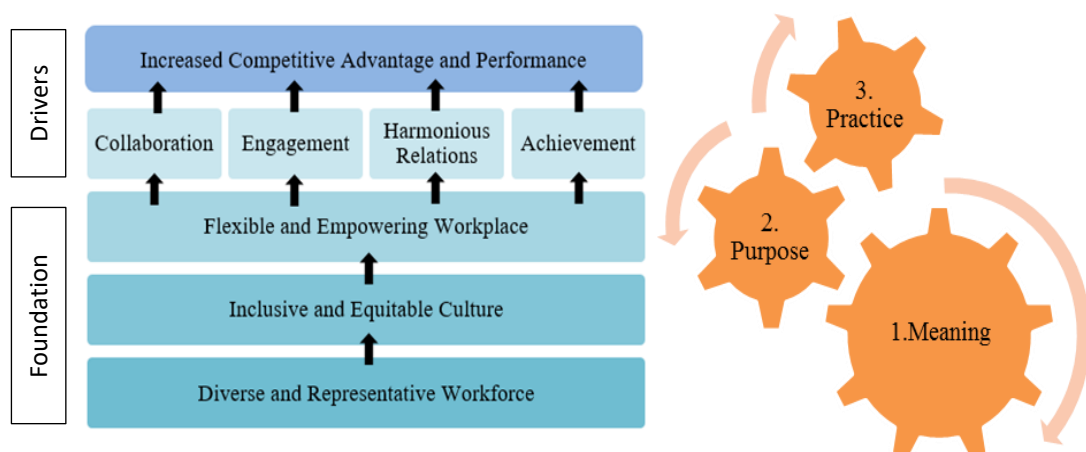 Drivers
Increased Competitive Advantage and Performance
Collaboration
Engagement
Harmonious
Relations
Achievement
Foundation
Flexible and Empowering Workplace
Inclusive and Equitable Culture
Diverse and Representative Workforce
3.
Practice
2.
Purpose
1.Meaning